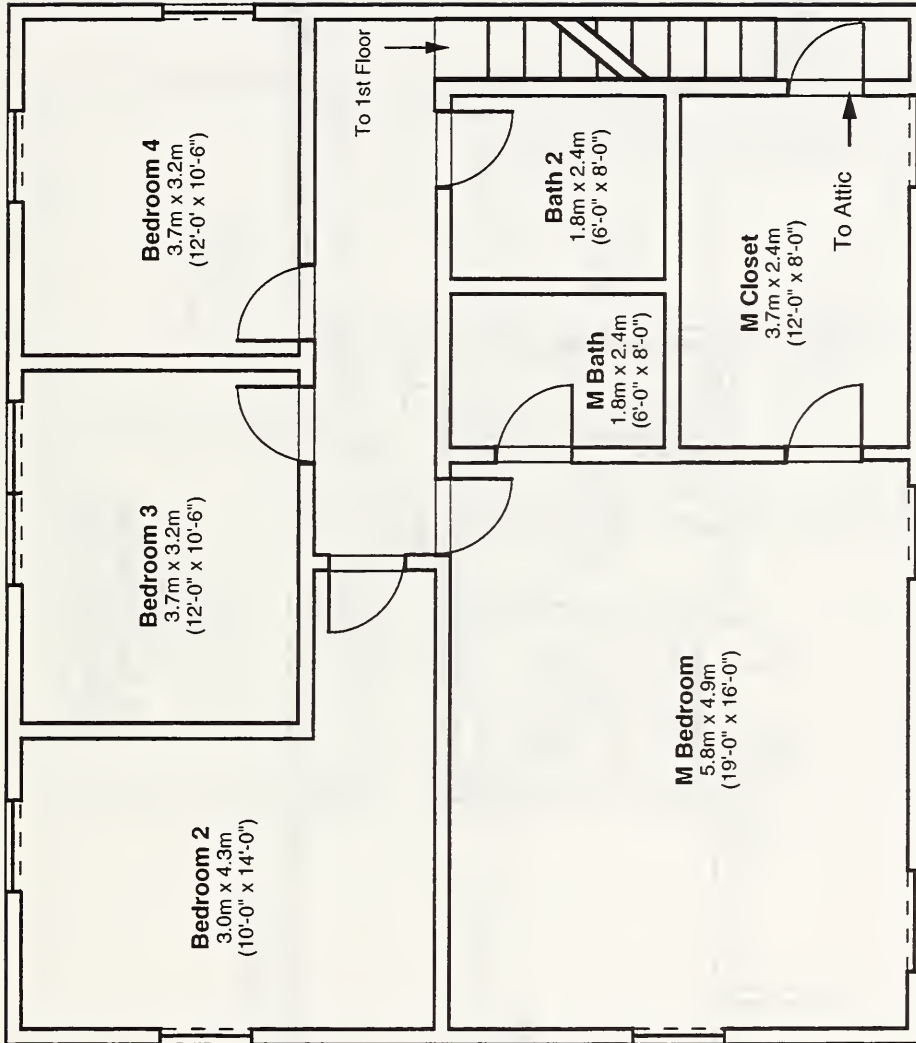 Bedroom 4
3.7m x 3.2m
(12'-0' x 10'-6")
To 1st Floor
Bedroom 3
3.7m x 3.2m
(12'-0" x 10'-6")
Bath 2
1.8m x 2.4m
(6'-0" x 8'-0")
M Bath
1.8m x 2.4m
(6'-0" x 8'-0")
M Closet
3.7m x 2.4m
(12'-0" x 8'-0")
To Attic
Bedroom 2
3.0m x 4.3m
(10'-0" x 14'-0")
M Bedroom
5.8m x 4.9m
(19'-0" x 16'-0")